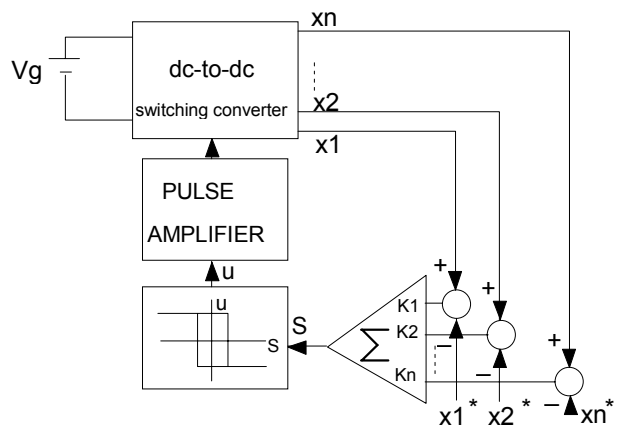 xn
Vg
dc-to-dc
switching converter
x2
x1
PULSE
AMPLIFIER
u
u
S
S
∑
K1
K2
Kn
+
+
+
−
−
−
x1*
x2*
xn*